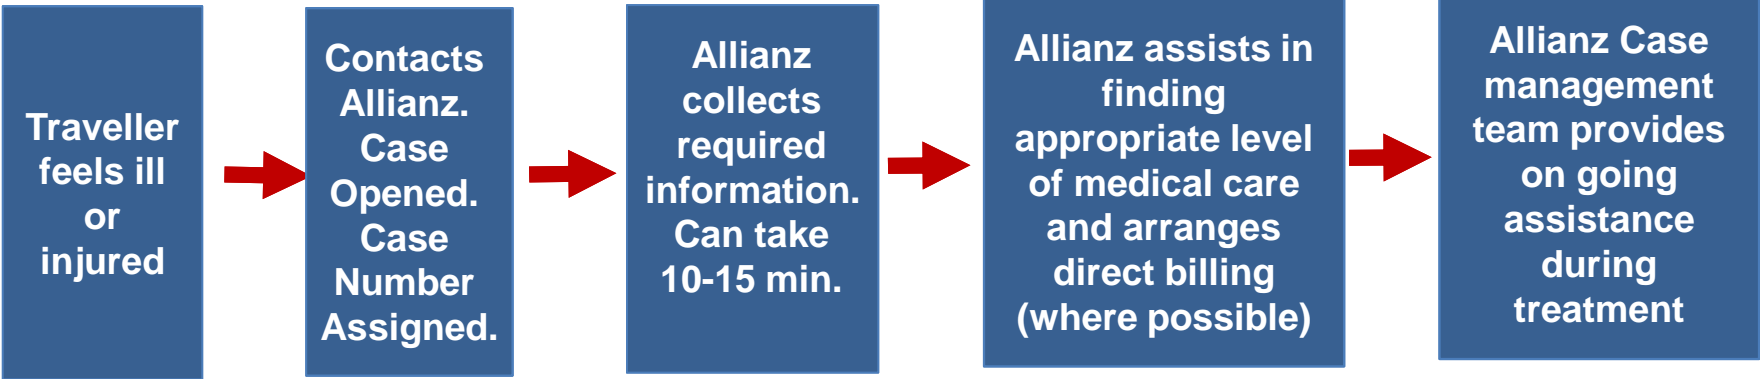 Traveller
feels ill
or
injured
Contacts
Allianz.
Case
Opened.
Case
Number
Assigned.
Allianz
collects
required
information.
Can take
10-15 min.
Allianz assists in
finding
appropriate level
of medical care
and arranges
direct billing
(where possible)
Allianz Case
management
team provides
on going
assistance
during
treatment